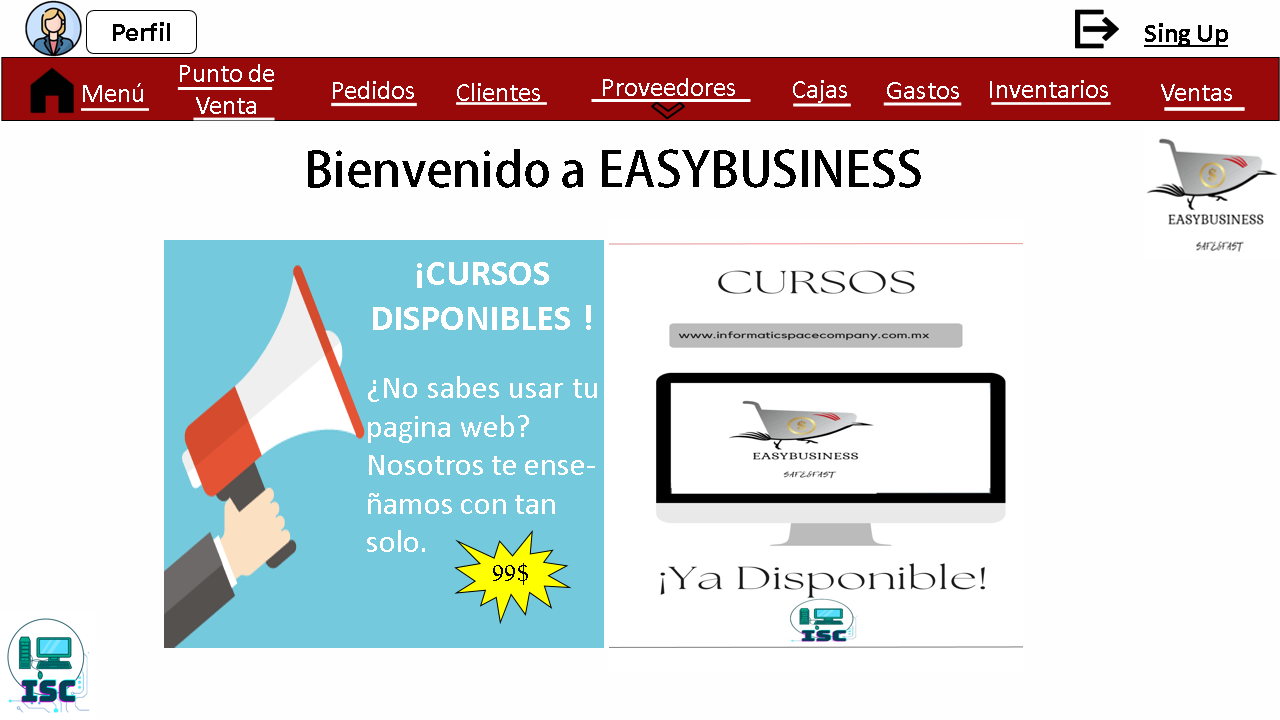 Perfil
Sing Up
Menú
Punto de
Venta
Pedidos
Clientes
Proveedores
Cajas
Gastos
Inventarios
Ventas
Bienvenido a EASYBUSINESS
EASYBUSINESS
SAFE&FAST
¡CURSOS
DISPONIBLES !
¿No sabes usar tu
pagina web?
Nosotros te ense-
ñamos con tan
solo.
99$
CURSOS
www.informaticspacecompany.com.mx
EASYBUSINESS
SAFE&FAST
¡Ya Disponible!
ISC
ISC